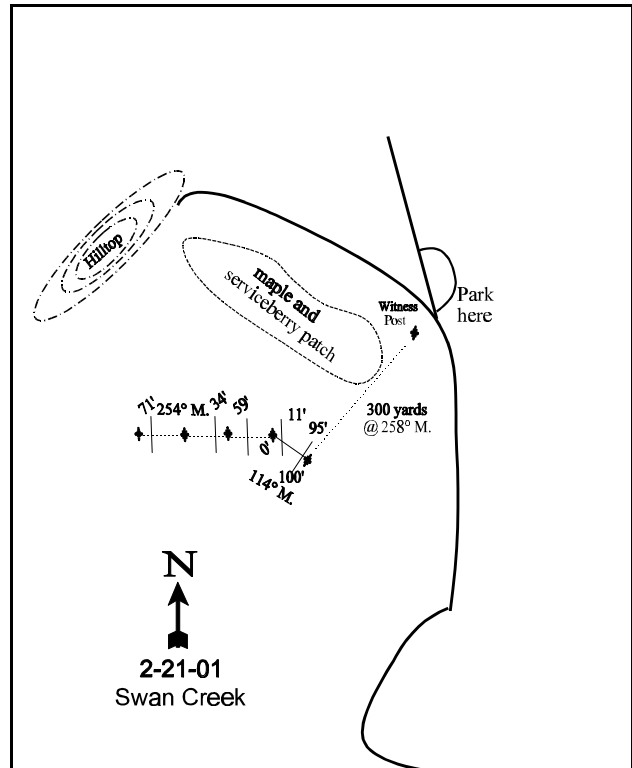 Hilltop
maple and
serviceberry patch
Witness
Post
Park
here
300 yards
@ 258° M.
71'
254° M.
34'
59'
11'
95'
0'
100'
114° M.
N
2-21-01
Swan Creek